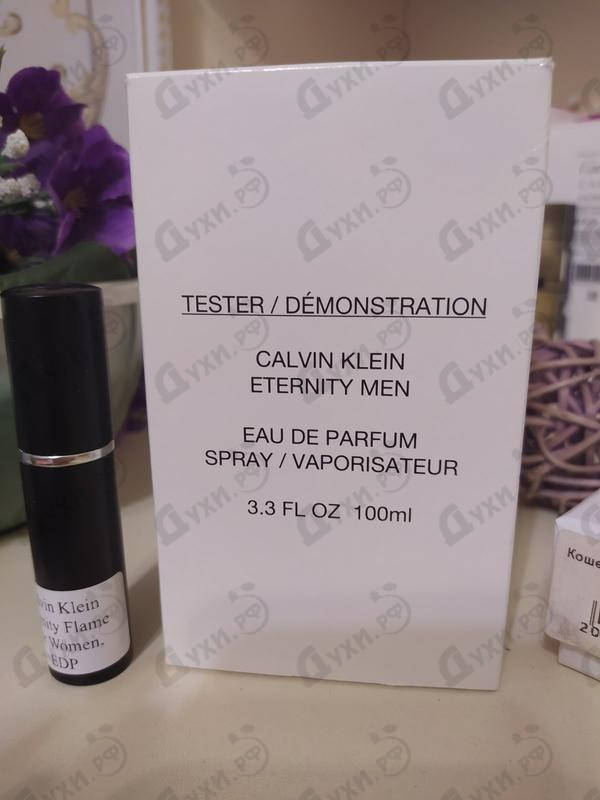 TESTER / DÉMONSTRATION
CALVIN KLEIN
ETERNITY MEN
EAU DE PARFUM
SPRAY / VAPORISATEUR
3.3 FL OZ 100ml
Klein
Flame
Women,
EDP
Духи.рф